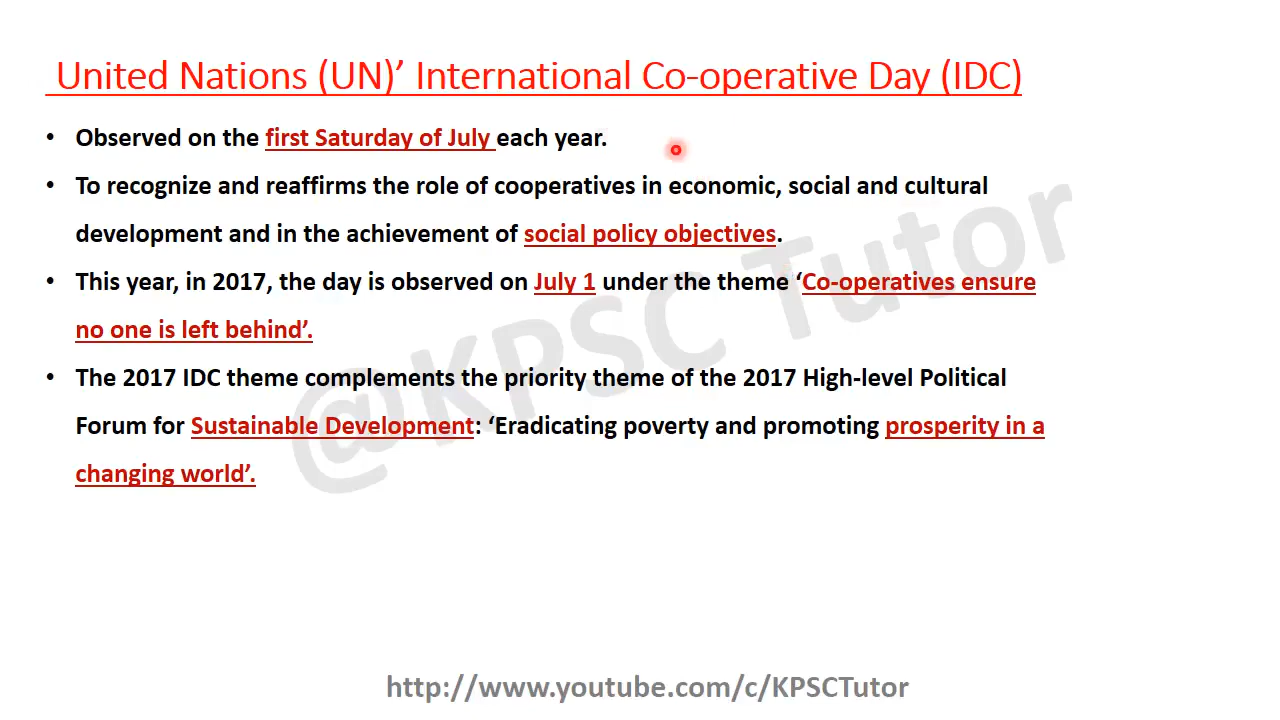 United Nations (UN)’ International Co-operative Day (IDC)
• Observed on the first Saturday of July each year.
• To recognize and reaffirms the role of cooperatives in economic, social and cultural
development and in the achievement of social policy objectives.
• This year, in 2017, the day is observed on July 1 under the theme ‘Co-operatives ensure
no one is left behind’.
• The 2017 IDC theme complements the priority theme of the 2017 High-level Political
Forum for Sustainable Development: ‘Eradicating poverty and promoting prosperity in a
changing world’.
@KPSC Tutor
http://www.youtube.com/c/KPSCTutor